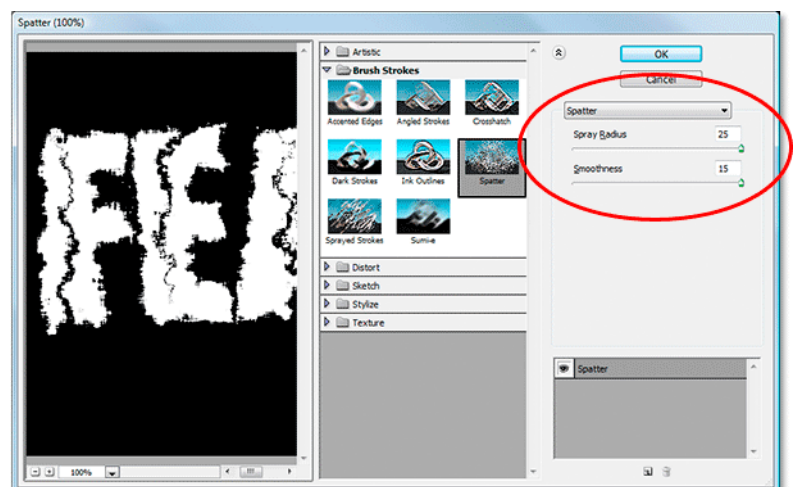 Spatter (100%)
Artistic
Brush Strokes
Accented Edges
Angled Strokes
Crosshatch
Dark Strokes
Ink Outlines
Spatter
Sprayed Strokes
Sumi-e
Distort
Sketch
Stylize
Texture
OK
Cancel
Spatter
Spray Radius 25
Smoothness 15
Spatter
100%